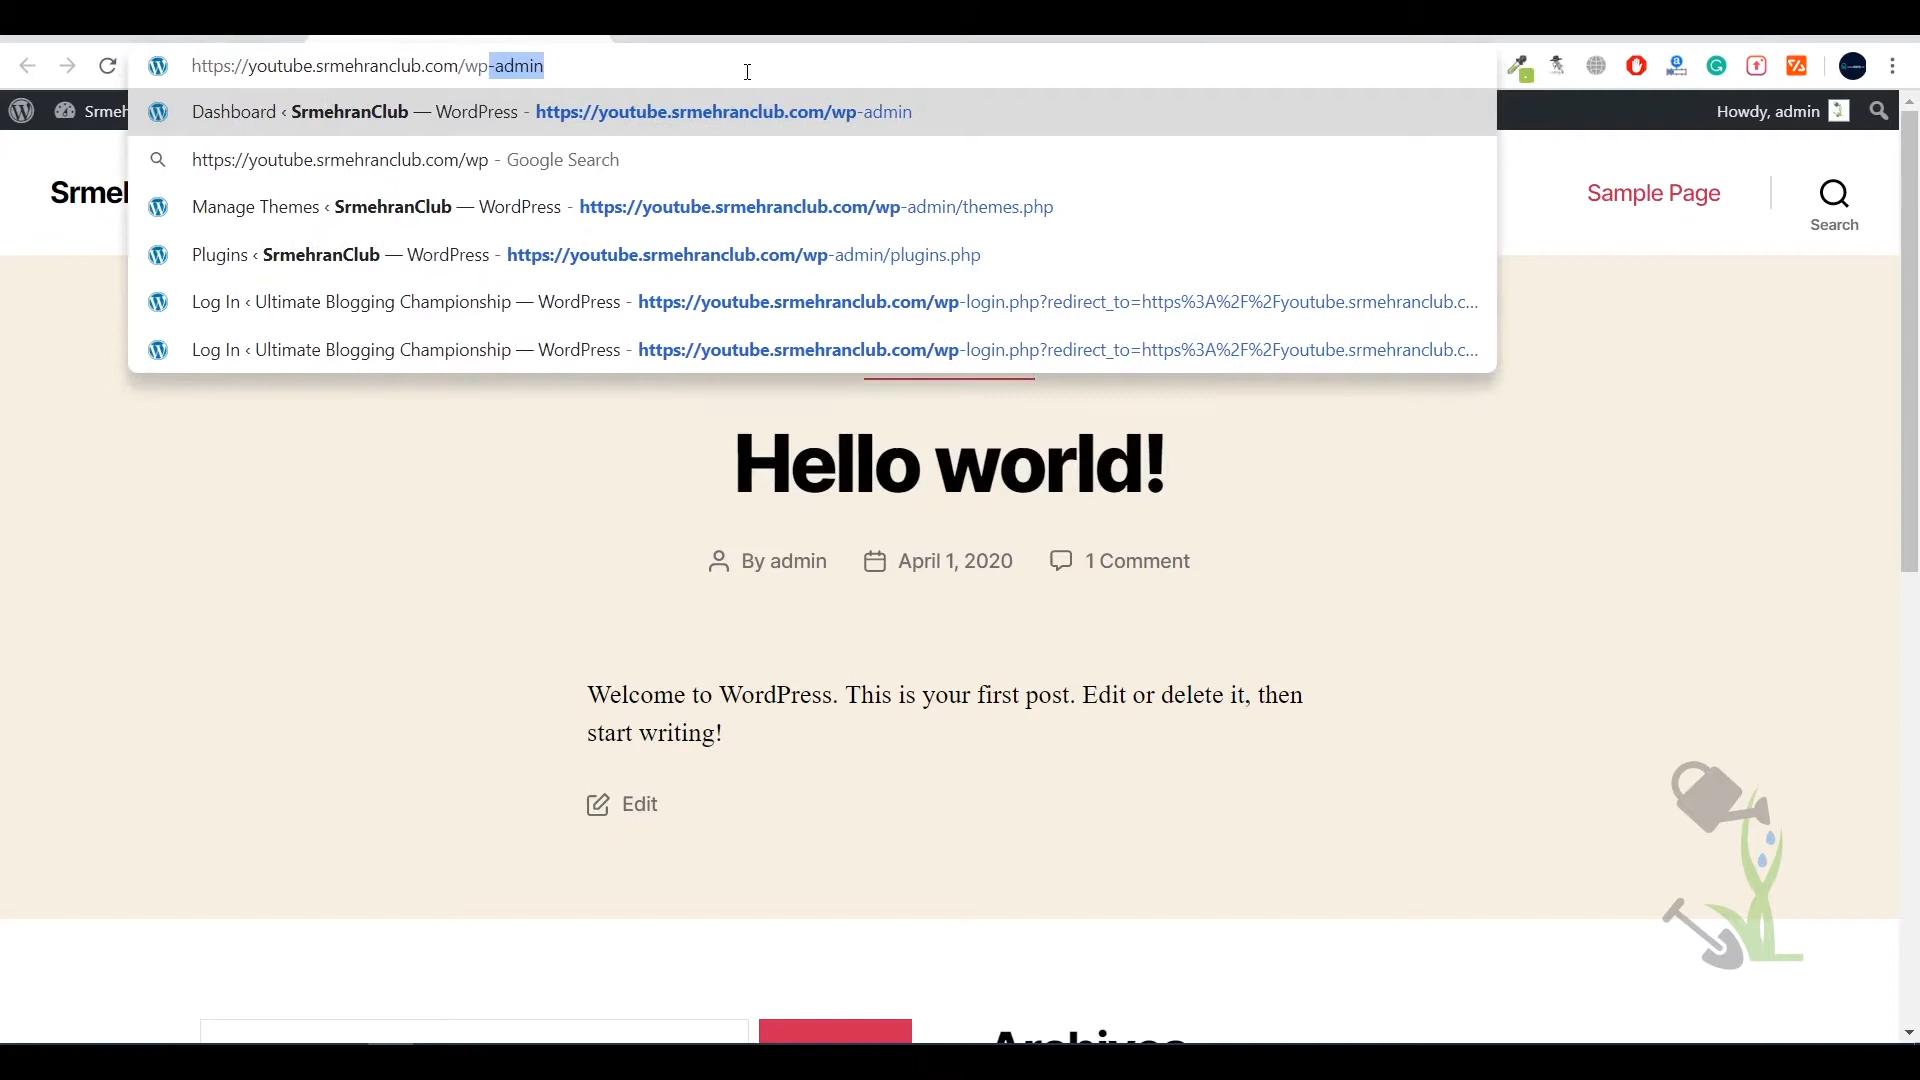 https://youtube.srmehranclub.com/wp-admin
Dashboard ‹ SrmehranClub — WordPress - https://youtube.srmehranclub.com/wp-admin
Howdy, admin
https://youtube.srmehranclub.com/wp - Google Search
Manage Themes ‹ SrmehranClub — WordPress - https://youtube.srmehranclub.com/wp-admin/themes.php
Sample Page
Search
Plugins ‹ SrmehranClub — WordPress - https://youtube.srmehranclub.com/wp-admin/plugins.php
Log In ‹ Ultimate Blogging Championship — WordPress - https://youtube.srmehranclub.com/wp-login.php?redirect_to=https%3A%2F%2Fyoutube.srmehranclub.c...
Log In ‹ Ultimate Blogging Championship — WordPress - https://youtube.srmehranclub.com/wp-login.php?redirect_to=https%3A%2F%2Fyoutube.srmehranclub.c...
Hello world!
By admin April 1, 2020 1 Comment
Welcome to WordPress. This is your first post. Edit or delete it, then
start writing!
Edit
Archives